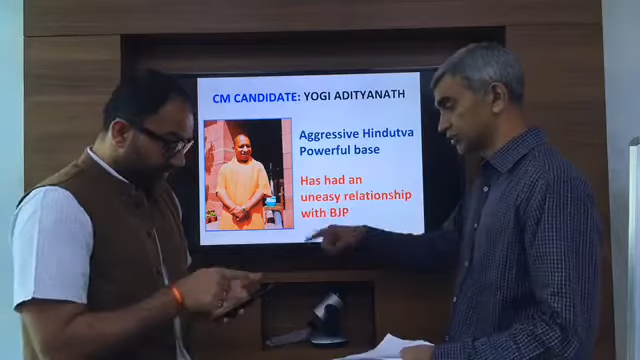 CM CANDIDATE: YOGI ADITYANATH
Aggressive Hindutva
Powerful base
Has had an
uneasy relationship
with BJP